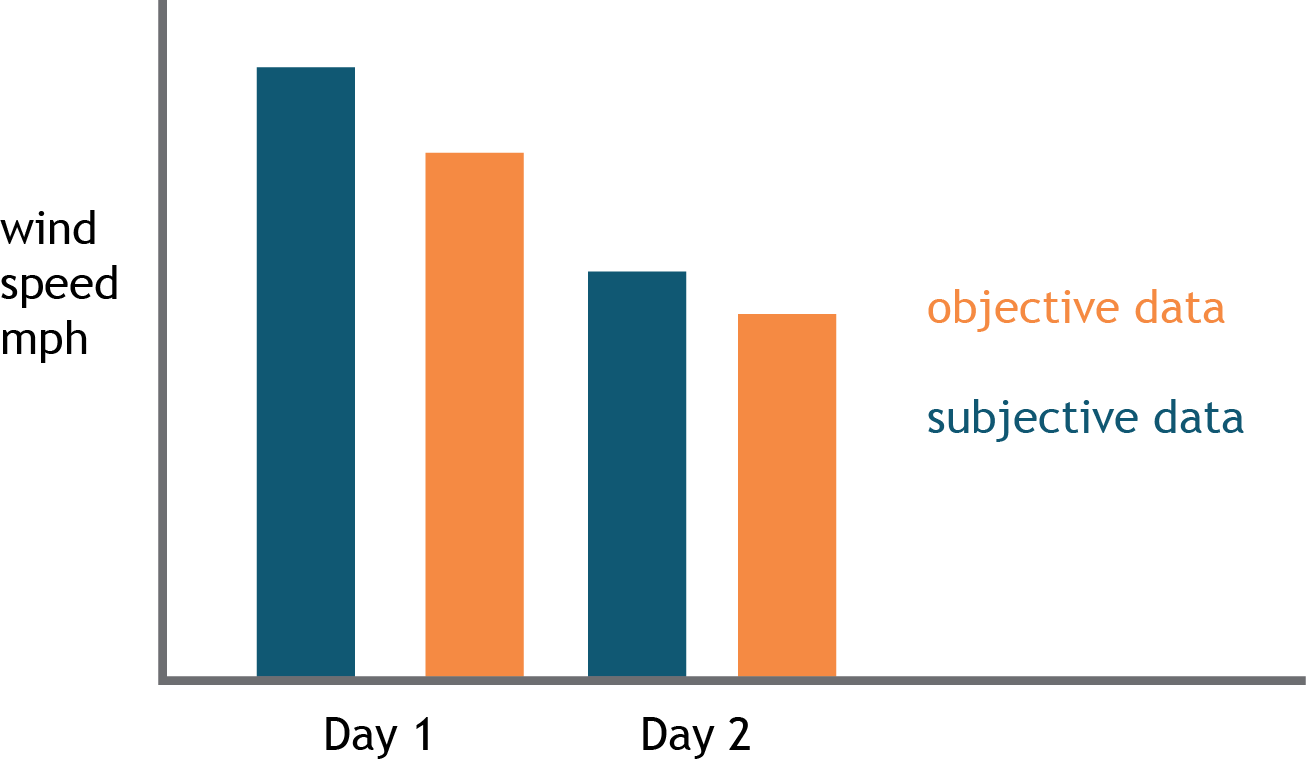 wind
speed
mph
objective data
subjective data
Day 1
Day 2